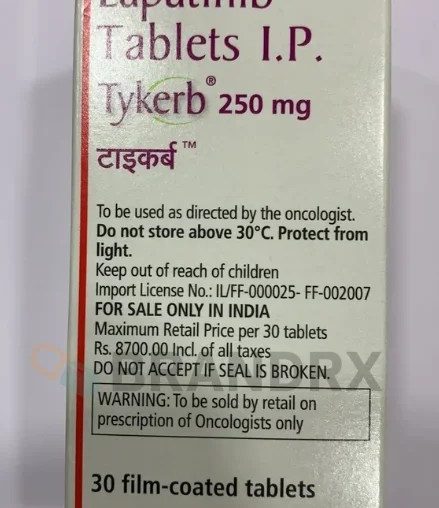 Lapatinib
Tablets I.P.
Tykerb® 250 mg
टाइकर्ब ™
To be used as directed by the oncologist.
Do not store above 30°C. Protect from
light.
Keep out of reach of children
Import License No.: IL/FF-000025- FF-002007
FOR SALE ONLY IN INDIA
Maximum Retail Price per 30 tablets
Rs. 8700.00 Incl. of all taxes
DO NOT ACCEPT IF SEAL IS BROKEN
BRANDRX
WARNING: To be sold by retail on
prescription of Oncologists only
30 film-coated tablets